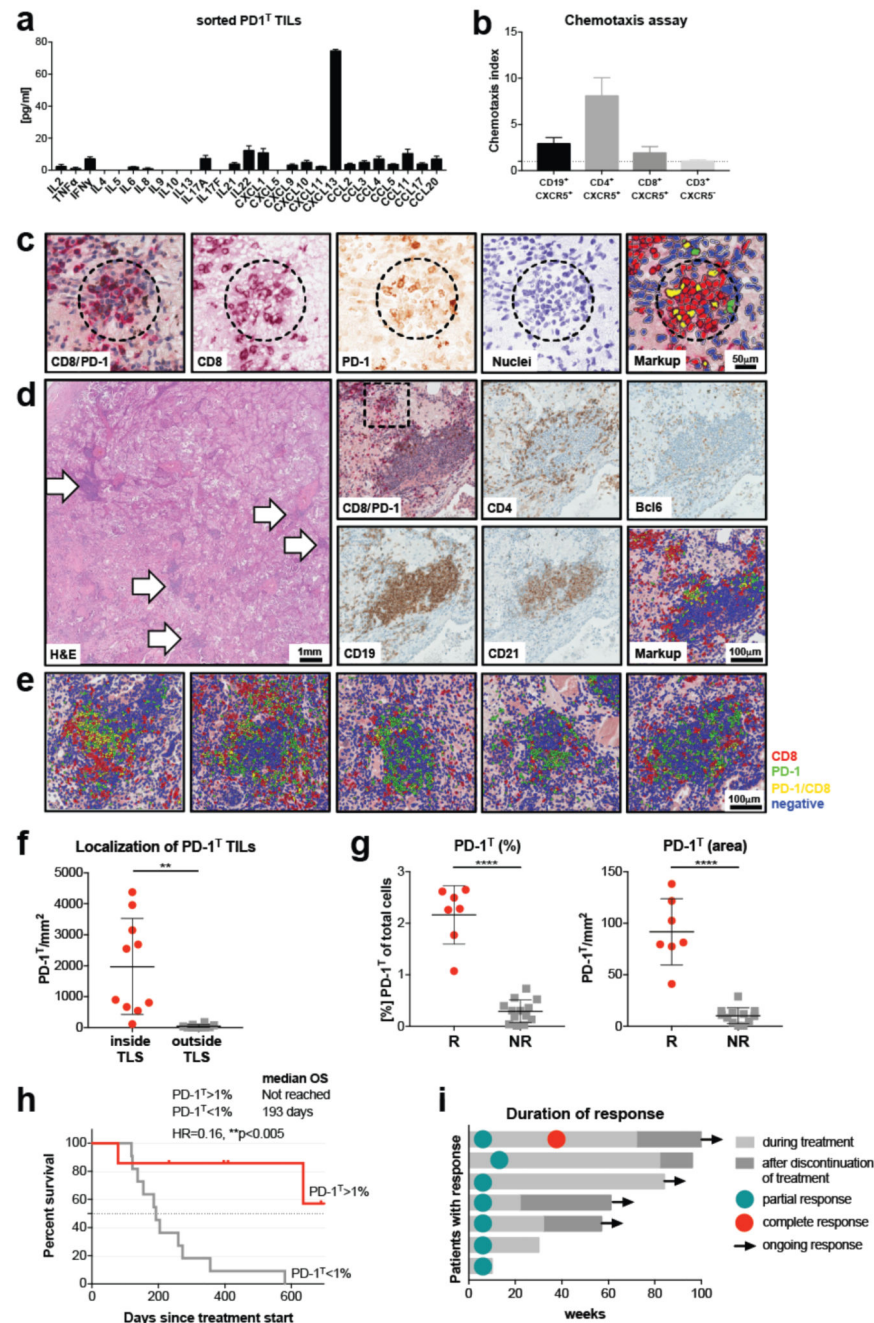 a
sorted PD1ᵀ TILs
[pg/ml]
80
60
40
20
0
IL2
TNFα
IFNγ
IL4
IL5
IL6
IL8
IL9
IL10
IL13
IL17A
IL17F
IL21
IL22
CXCL1
CXCL5
CXCL9
CXCL10
CXCL11
CXCL13
CCL2
CCL3
CCL4
CCL5
CCL11
CCL17
CCL20
b
Chemotaxis assay
Chemotaxis index
15
10
5
0
CD19⁺
CXCR5⁺
CD4⁺
CXCR5⁺
CD8⁺
CXCR5⁺
CD3⁺
CXCR5⁻
c
CD8/PD-1
CD8
PD-1
Nuclei
Markup
50μm
d
H&E
1mm
CD8/PD-1
CD4
Bcl6
CD19
CD21
Markup
100μm
e
100μm
CD8
PD-1
PD-1/CD8
negative
f
Localization of PD-1ᵀ TILs
**
PD-1ᵀ/mm²
5000
4000
3000
2000
1000
0
inside
TLS
outside
TLS
g
PD-1ᵀ (%)
****
[%] PD-1ᵀ of total cells
3
2
1
0
R
NR
PD-1ᵀ (area)
****
PD-1ᵀ/mm²
150
100
50
0
R
NR
h
median OS
PD-1ᵀ>1% Not reached
PD-1ᵀ<1% 193 days
HR=0.16, **p<0.005
Percent survival
100
80
60
40
20
0
PD-1ᵀ>1%
PD-1ᵀ<1%
0 200 400 600
Days since treatment start
i
Duration of response
Patients with response
0 20 40 60 80 100
weeks
during treatment
after discontinuation
of treatment
partial response
complete response
ongoing response